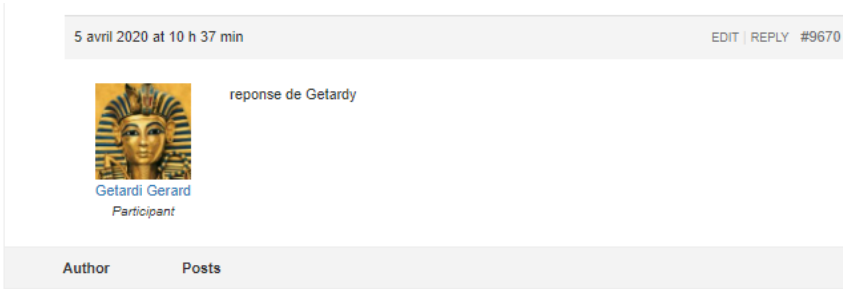 5 avril 2020 at 10 h 37 min EDIT | REPLY #9670
reponse de Getardy
Getardi Gerard
Participant
Author Posts